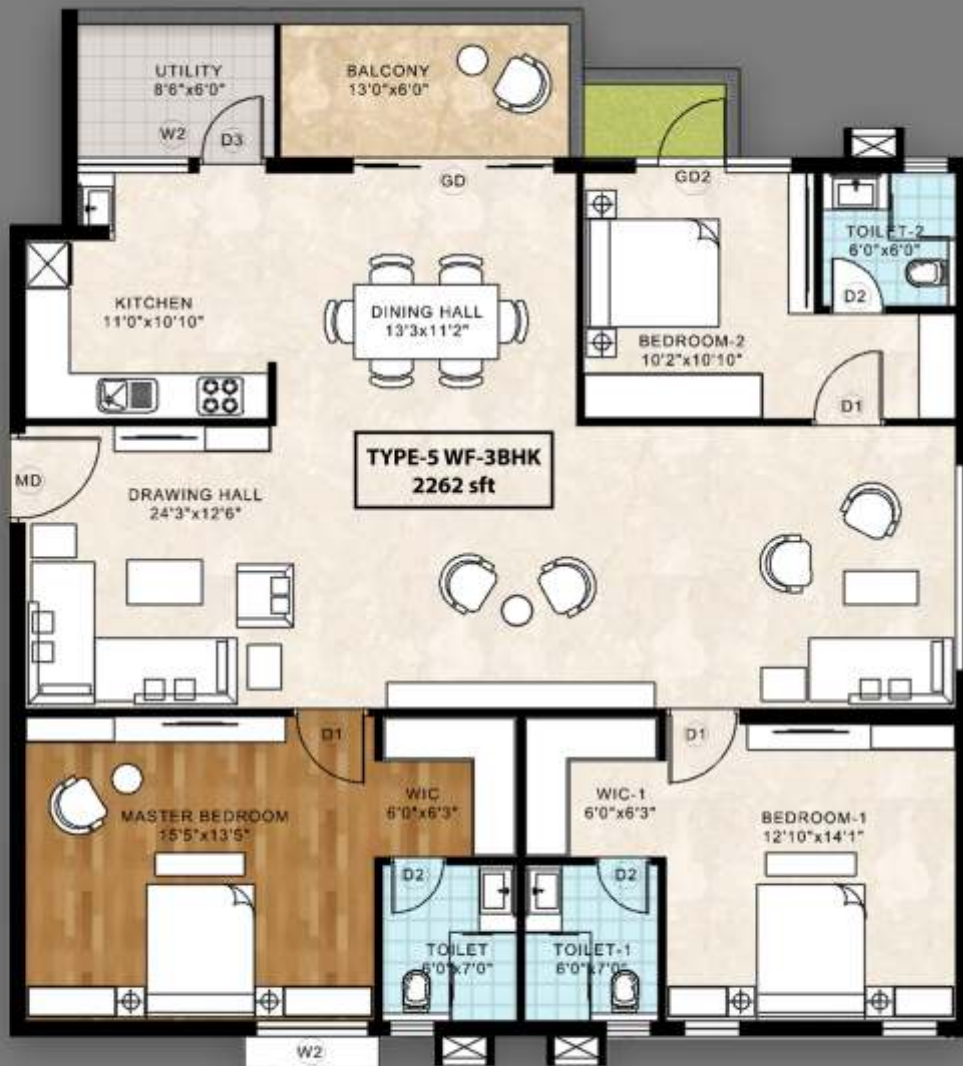 UTILITY
8'6"x6'0"
W2
D3
BALCONY
13'0"x6'0"
GD
GD2
TOILET-2
6'0"x6'0"
D2
KITCHEN
11'0"x10'10"
DINING HALL
13'3x11'2"
BEDROOM-2
10'2"x10'10"
D1
TYPE-5 WF-3BHK
2262 sft
MD
DRAWING HALL
24'3"x12'6"
D1
D1
WIC
6'0"x6'3"
WIC-1
6'0"x6'3"
MASTER BEDROOM
15'5"x13'5"
BEDROOM-1
12'10"x14'1"
D2
D2
TOILET
6'0"x7'0"
TOILET-1
6'0"x7'0"
W2